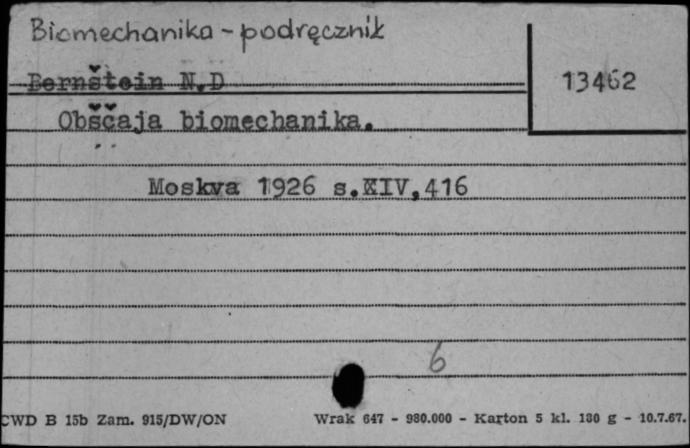 Biomechanika - podręcznik
Bernštein N.D
13462
Obščaja biomechanika.
Moskva 1926 s.XIV,416
6
CWD B 15b Zam. 915/DW/ON Wrak 647 - 980.000 - Karton 5 kl. 180 g - 10.7.67.